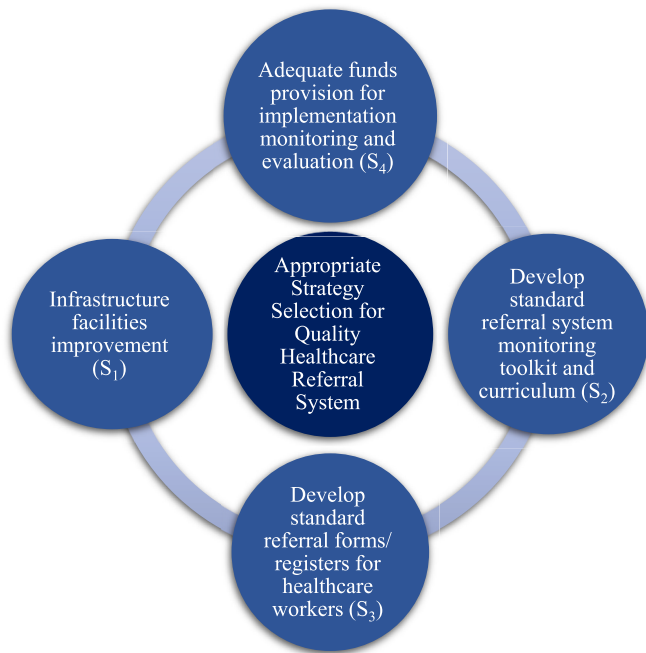 Adequate funds
provision for
implementation
monitoring and
evaluation (S₄)
Appropriate
Strategy
Selection for
Quality
Healthcare
Referral
System
Infrastructure
facilities
improvement
(S₁)
Develop
standard
referral system
monitoring
toolkit and
curriculum (S₂)
Develop
standard
referral forms/
registers for
healthcare
workers (S₃)